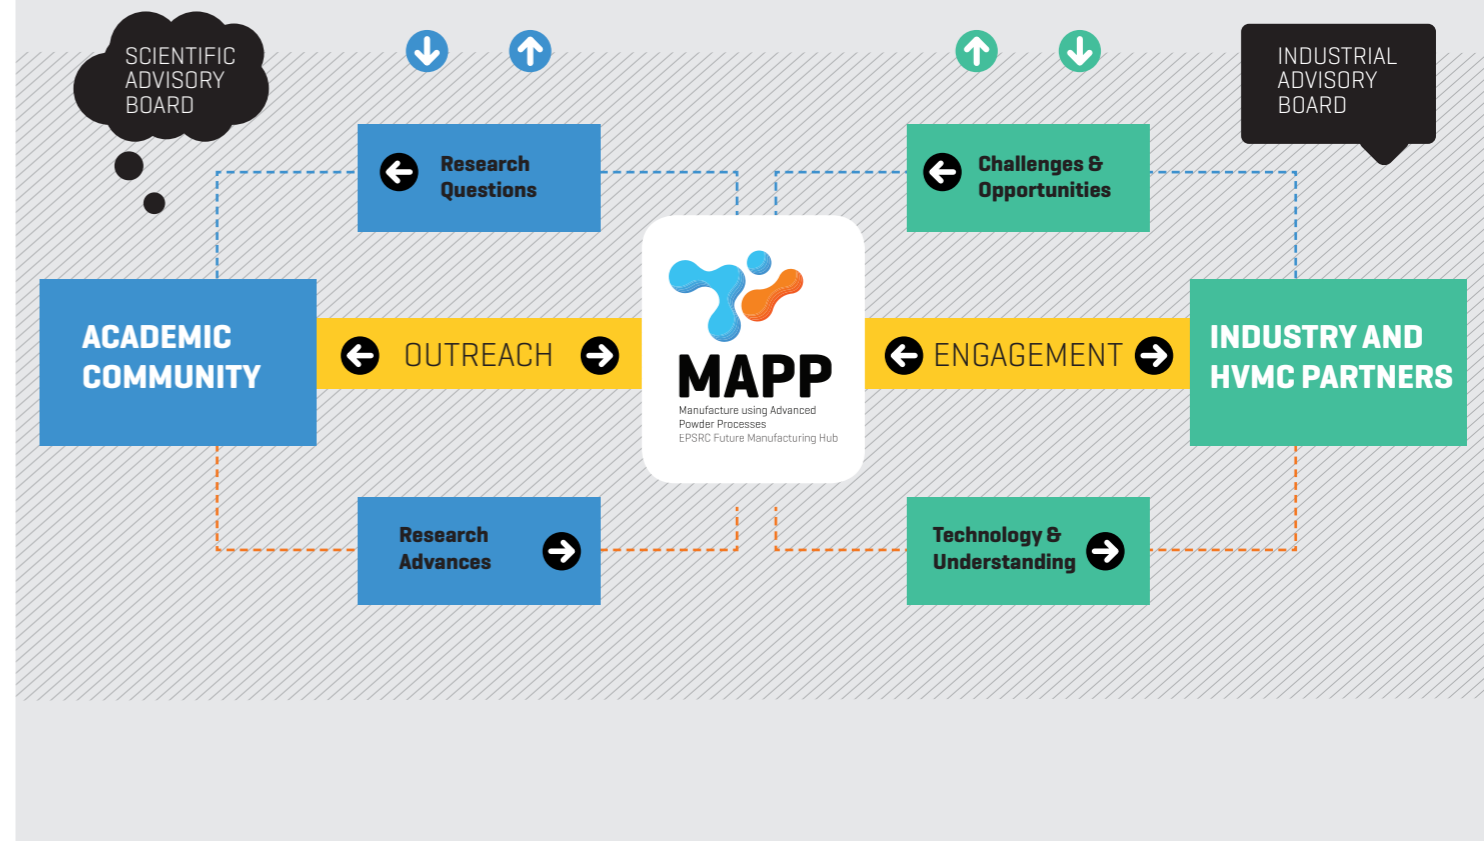 SCIENTIFIC
ADVISORY
BOARD
INDUSTRIAL
ADVISORY
BOARD
Research
Questions
Challenges &
Opportunities
ACADEMIC
COMMUNITY
OUTREACH
MAPP
Manufacture using Advanced
Powder Processes
EPSRC Future Manufacturing Hub
ENGAGEMENT
INDUSTRY AND
HVMC PARTNERS
Research
Advances
Technology &
Understanding